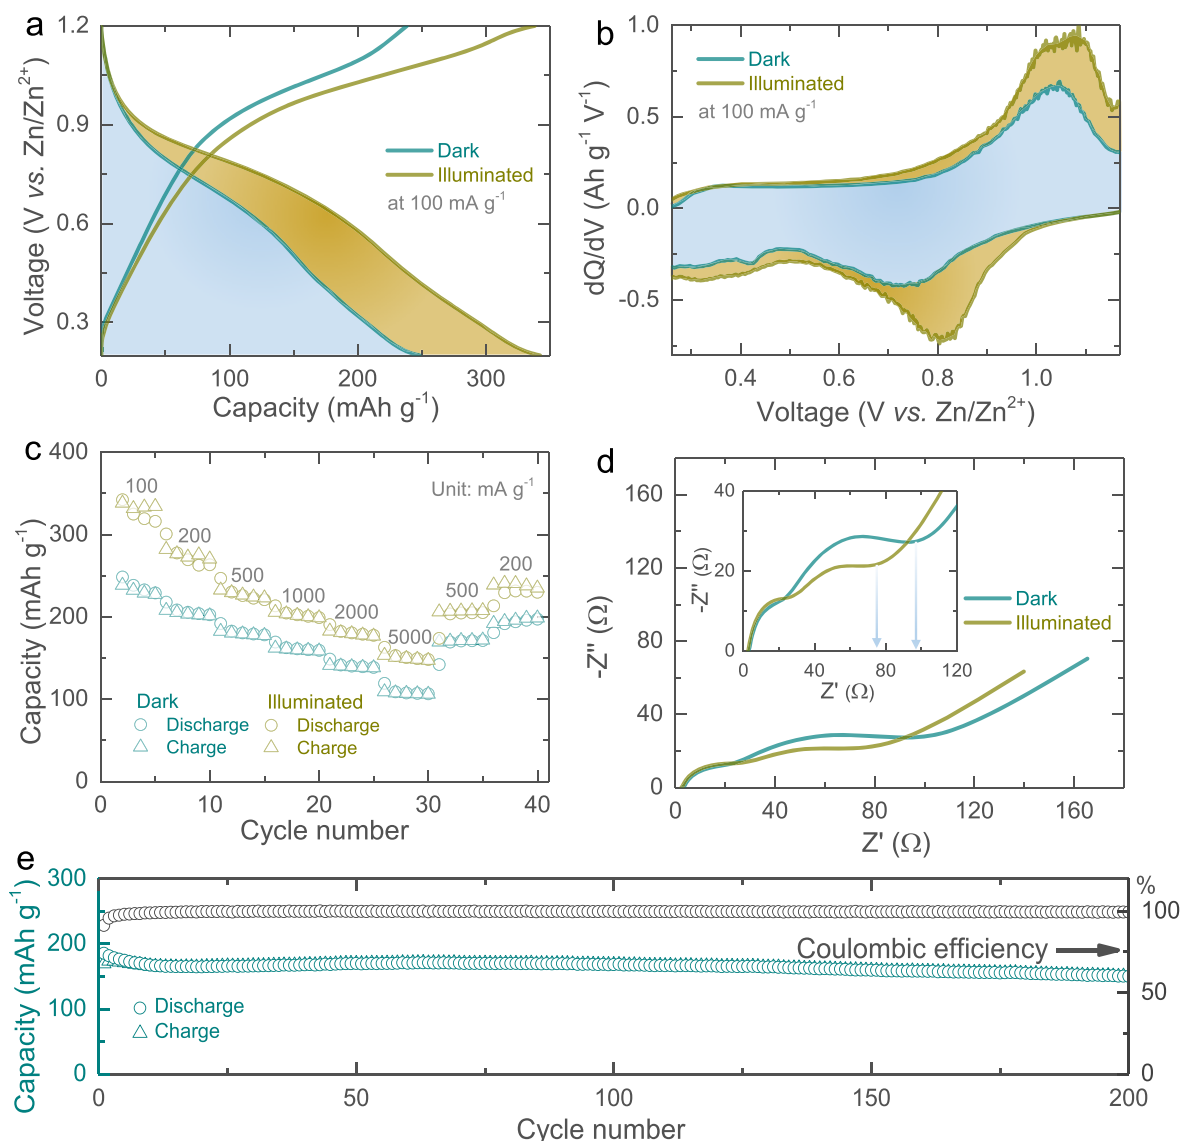 a
1.2
0.9
0.6
0.3
Voltage (V vs. Zn/Zn²⁺)
Dark
Illuminated
at 100 mA g⁻¹
0 100 200 300
Capacity (mAh g⁻¹)
b
1.0
0.5
0.0
-0.5
dQ/dV (Ah g⁻¹ V⁻¹)
Dark
Illuminated
at 100 mA g⁻¹
0.4 0.6 0.8 1.0
Voltage (V vs. Zn/Zn²⁺)
c
400
300
200
100
0
Capacity (mAh g⁻¹)
Unit: mA g⁻¹
100
200
500
1000
2000
5000
500
200
Dark Illuminated
Discharge Discharge
Charge Charge
0 10 20 30 40
Cycle number
d
160
120
80
40
0
-Z'' (Ω)
40
20
0
-Z'' (Ω)
0 40 80 120
Z' (Ω)
Dark
Illuminated
0 40 80 120 160
Z' (Ω)
e
300
200
100
0
Capacity (mAh g⁻¹)
%
100
50
0
Coulombic efficiency
Discharge
Charge
0 50 100 150 200
Cycle number